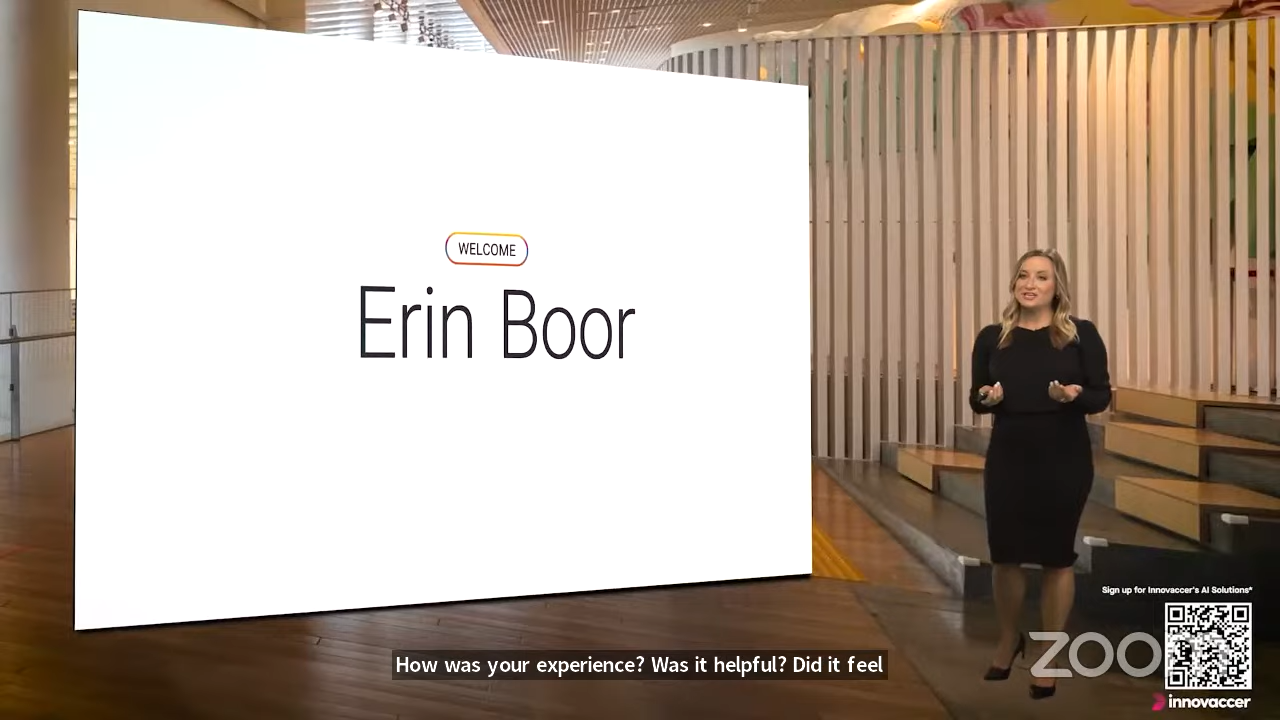 WELCOME
Erin Boor
Sign up for Innovaccer's AI Solutions*
zoom
innovaccer
How was your experience? Was it helpful? Did it feel